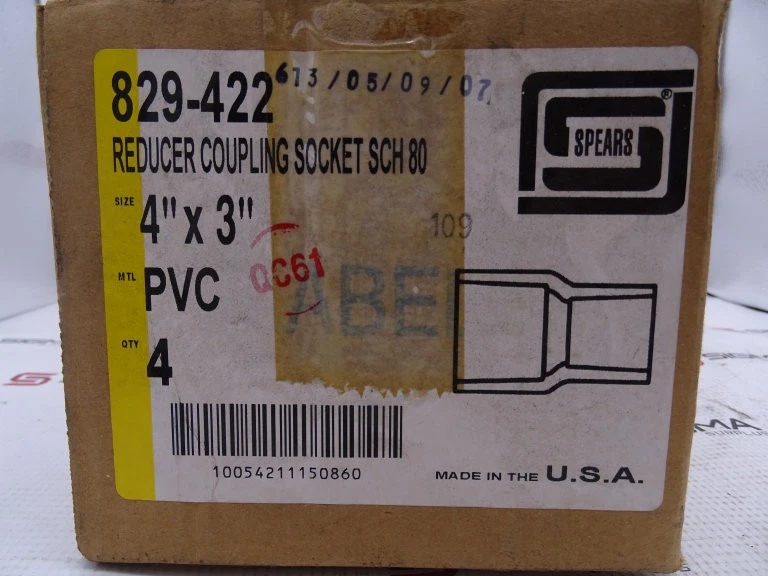 829-422
613/05/09/07
SPEARS®
REDUCER COUPLING SOCKET SCH 80
SIZE 4" x 3"
109
QC61
MTL PVC
ABEL
QTY 4
10054211150860
MADE IN THE U.S.A.